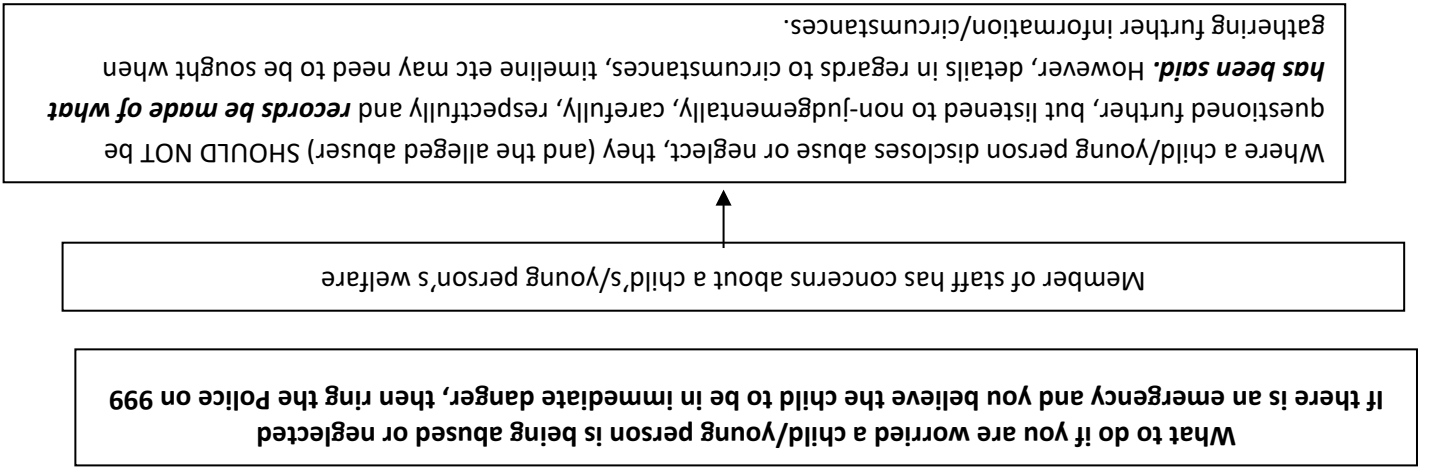 What to do if you are worried a child/young person is being abused or neglected
If there is an emergency and you believe the child to be in immediate danger, then ring the Police on 999
Member of staff has concerns about a child's/young person's welfare
Where a child/young person discloses abuse or neglect, they (and the alleged abuser) SHOULD NOT be
questioned further, but listened to non-judgementally, carefully, respectfully and records be made of what
has been said. However, details in regards to circumstances, timeline etc may need to be sought when
gathering further information/circumstances.